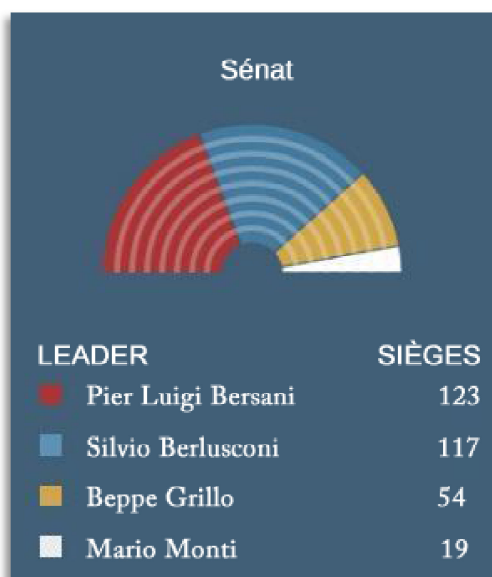 Sénat
LEADER SIÈGES
Pier Luigi Bersani 123
Silvio Berlusconi 117
Beppe Grillo 54
Mario Monti 19